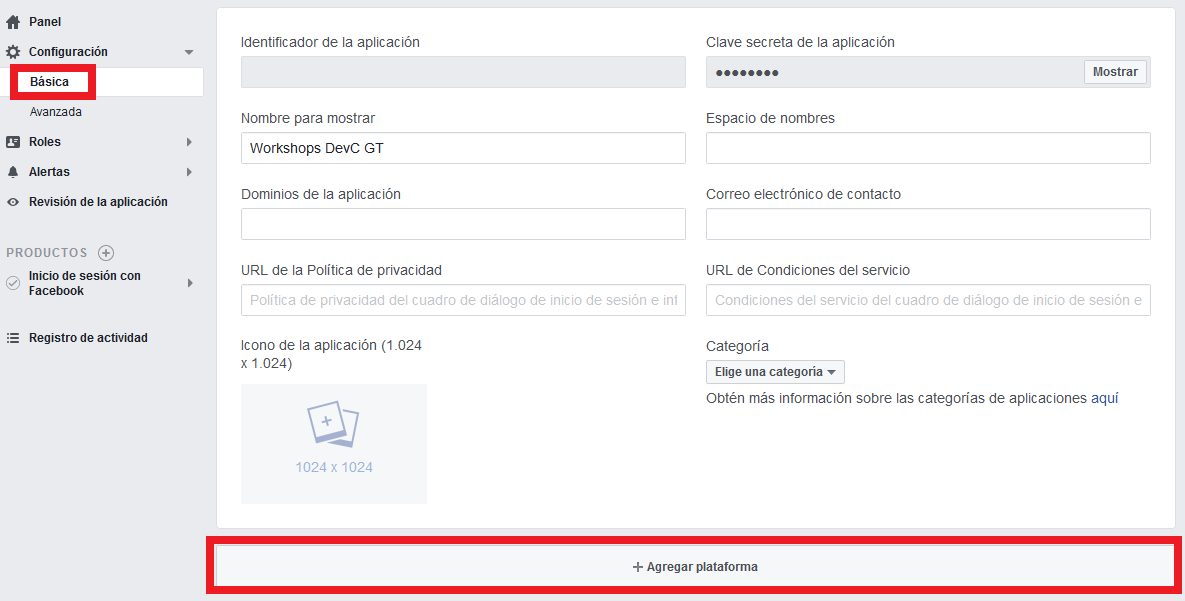 Panel
Configuración
Básica
Avanzada
Roles
Alertas
Revisión de la aplicación
PRODUCTOS
Inicio de sesión con
Facebook
Registro de actividad
Identificador de la aplicación
Clave secreta de la aplicación
●●●●●●●●
Mostrar
Nombre para mostrar
Workshops DevC GT
Espacio de nombres
Dominios de la aplicación
Correo electrónico de contacto
URL de la Política de privacidad
Política de privacidad del cuadro de diálogo de inicio de sesión e inf
URL de Condiciones del servicio
Condiciones del servicio del cuadro de diálogo de inicio de sesión e
Icono de la aplicación (1.024
x 1.024)
1024 x 1024
Categoría
Elige una categoría
Obtén más información sobre las categorías de aplicaciones aquí
+ Agregar plataforma